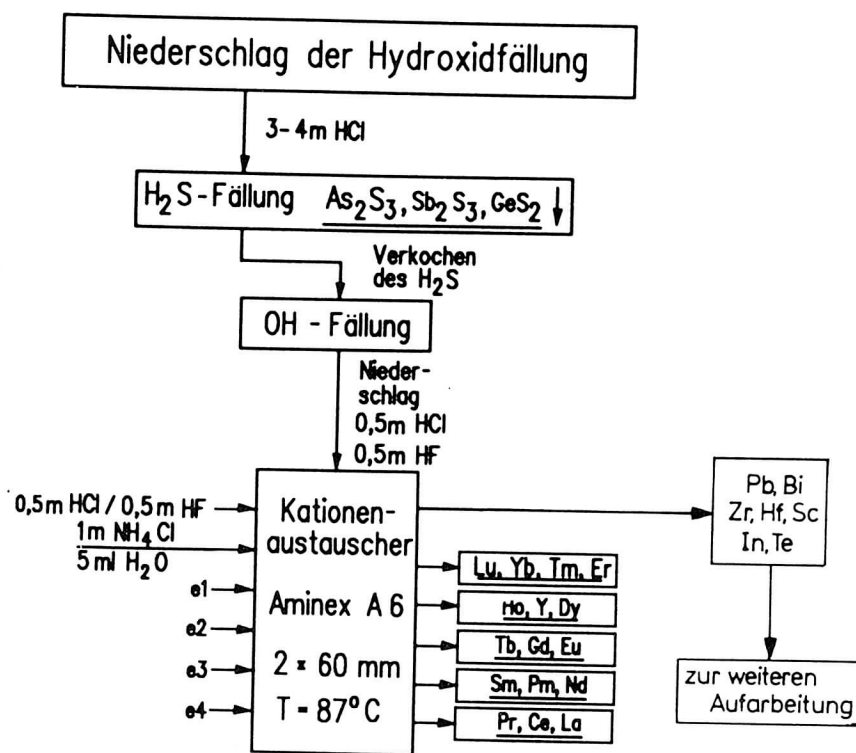 Niederschlag der Hydroxidfällung
3-4m HCl
H₂S-Fällung As₂S₃, Sb₂S₃, GeS₂ ↓
Verkochen
des H₂S
OH - Fällung
Nieder-
schlag
0,5m HCl
0,5m HF
0,5m HCl / 0,5m HF
1m NH₄Cl
5ml H₂O
e1
e2
e3
e4
Kationen-
austauscher
Aminex A 6
2 × 60 mm
T = 87° C
Lu, Yb, Tm, Er
Ho, Y, Dy
Tb, Gd, Eu
Sm, Pm, Nd
Pr, Ce, La
Pb, Bi
Zr, Hf, Sc
In, Te
zur weiteren
Aufarbeitung